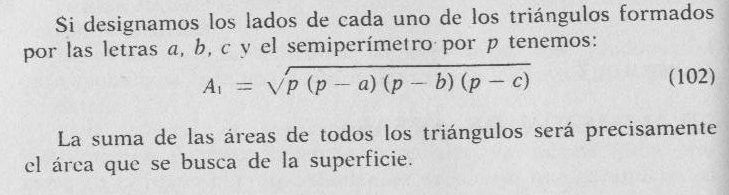 Si designamos los lados de cada uno de los triángulos formados
por las letras a, b, c y el semiperímetro por p tenemos:
A₁ = √p (p − a) (p − b) (p − c) (102)
La suma de las áreas de todos los triángulos será precisamente
el área que se busca de la superficie.